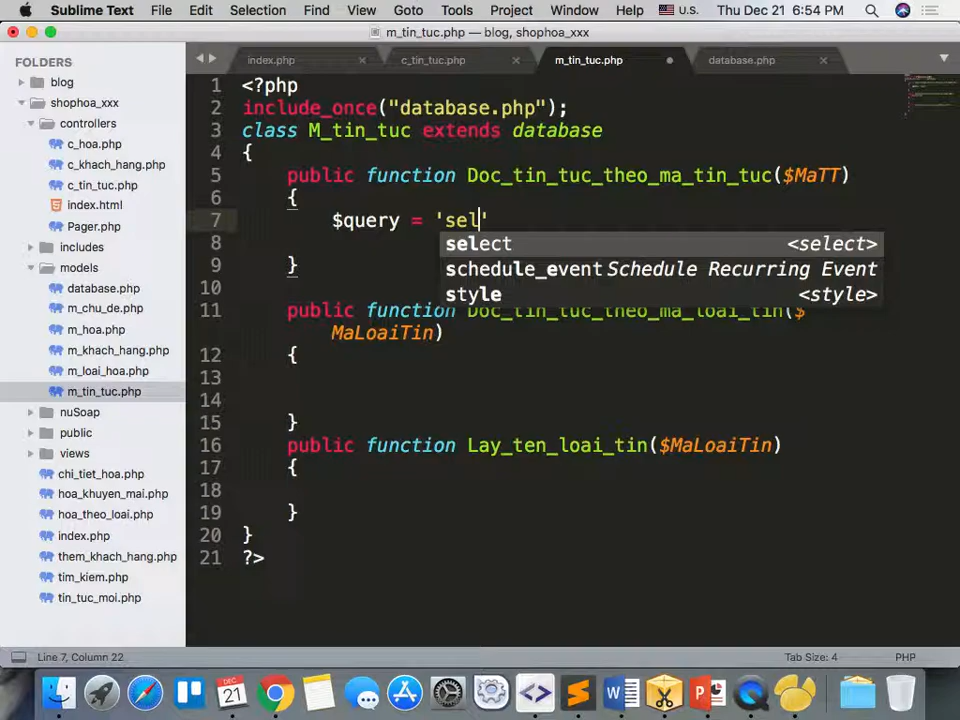 Sublime Text File Edit Selection Find View Goto Tools Project Window Help U.S. Thu Dec 21 6:54 PM
m_tin_tuc.php — blog, shophoa_xxx
FOLDERS
blog
shophoa_xxx
controllers
c_hoa.php
c_khach_hang.php
c_tin_tuc.php
index.html
Pager.php
includes
models
database.php
m_chu_de.php
m_hoa.php
m_khach_hang.php
m_loai_hoa.php
m_tin_tuc.php
nuSoap
public
views
chi_tiet_hoa.php
hoa_khuyen_mai.php
hoa_theo_loai.php
index.php
them_khach_hang.php
tim_kiem.php
tin_tuc_moi.php
index.php c_tin_tuc.php m_tin_tuc.php database.php
1 <?php
2 include_once("database.php");
3 class M_tin_tuc extends database
4 {
5 public function Doc_tin_tuc_theo_ma_tin_tuc($MaTT)
6 {
7 $query = 'sel'
select <select>
8
schedule_event Schedule Recurring Event
9 }
style <style>
10
11 public function Doc_tin_tuc_theo_ma_loai_tin($
MaLoaiTin)
12 {
13
14
15 }
16 public function Lay_ten_loai_tin($MaLoaiTin)
17 {
18
19 }
20 }
21 ?>
Line 7, Column 22 Tab Size: 4 PHP
DEC
21